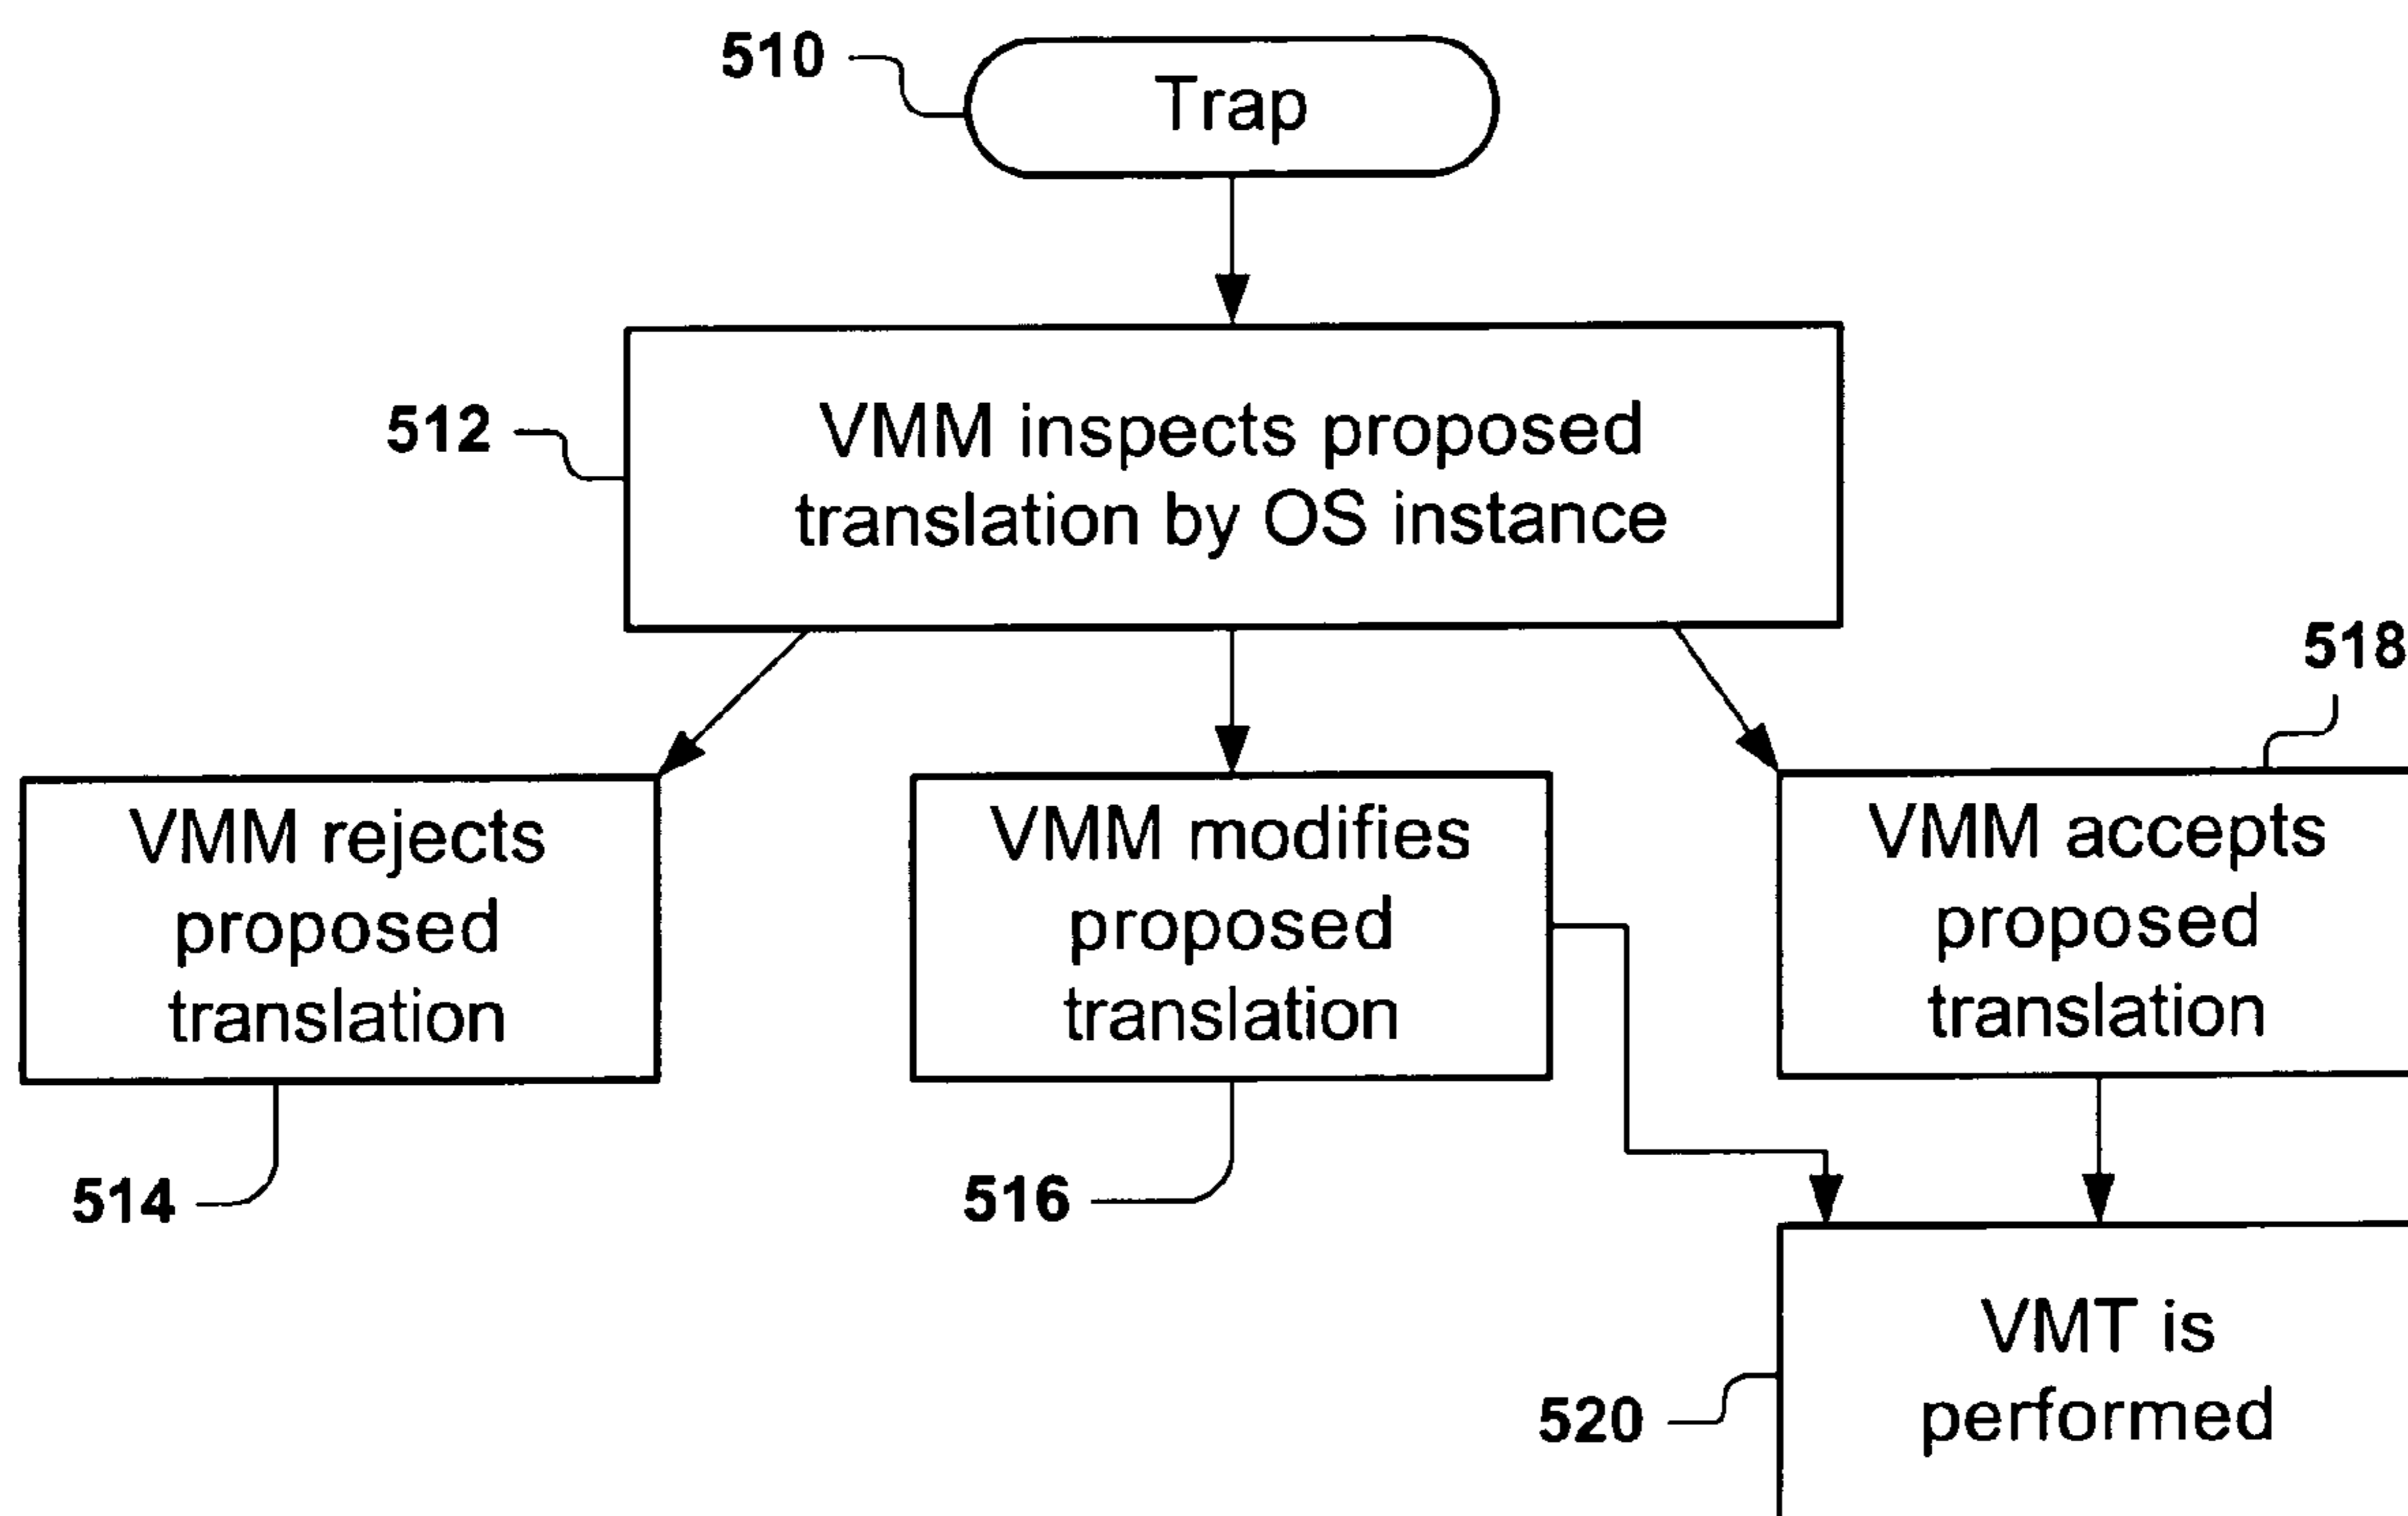 510
Trap
512
VMM inspects proposed
translation by OS instance
518
VMM rejects
proposed
translation
VMM modifies
proposed
translation
VMM accepts
proposed
translation
514
516
VMT is
performed
520